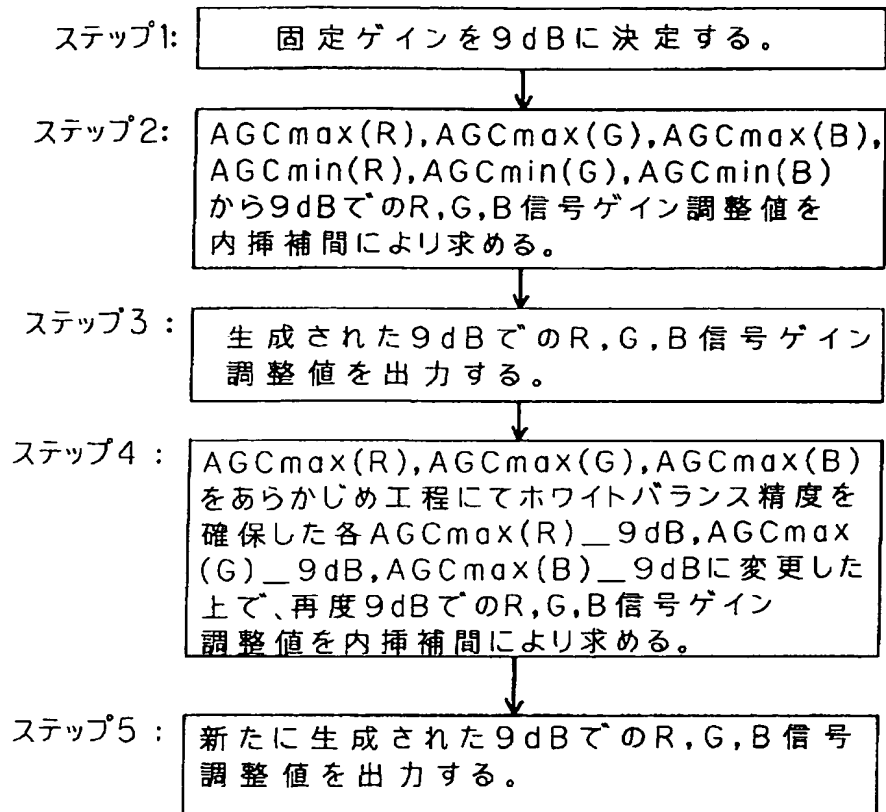 ステップ1: 固定ゲインを9dBに決定する。
ステップ2: AGCmax(R),AGCmax(G),AGCmax(B),
AGCmin(R),AGCmin(G),AGCmin(B)
から9dBでのR,G,B信号ゲイン調整値を
内挿補間により求める。
ステップ3: 生成された9dBでのR,G,B信号ゲイン
調整値を出力する。
ステップ4: AGCmax(R),AGCmax(G),AGCmax(B)
をあらかじめ工程にてホワイトバランス精度を
確保した各AGCmax(R)_9dB,AGCmax
(G)_9dB,AGCmax(B)_9dBに変更した
上で、再度9dBでのR,G,B信号ゲイン
調整値を内挿補間により求める。
ステップ5: 新たに生成された9dBでのR,G,B信号
調整値を出力する。